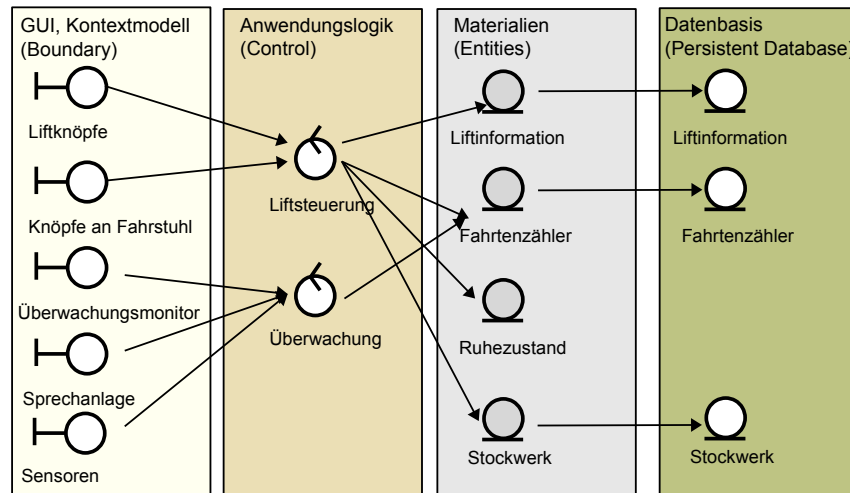 GUI, Kontextmodell
(Boundary)
Liftknöpfe
Knöpfe an Fahrstuhl
Überwachungsmonitor
Sprechanlage
Sensoren
Anwendungslogik
(Control)
Liftsteuerung
Überwachung
Materialien
(Entities)
Liftinformation
Fahrtenzähler
Ruhezustand
Stockwerk
Datenbasis
(Persistent Database)
Liftinformation
Fahrtenzähler
Stockwerk